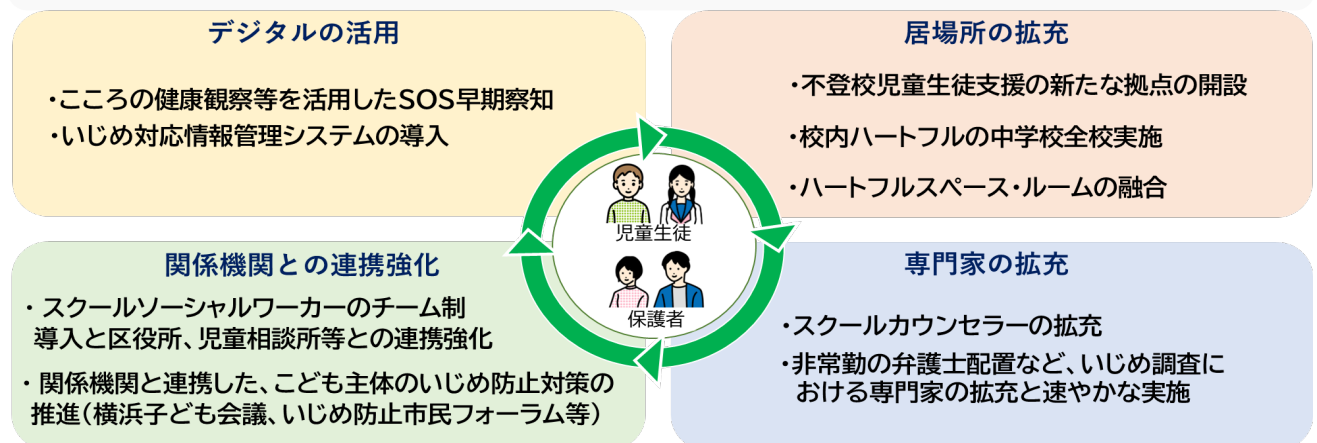 デジタルの活用
・こころの健康観察等を活用したSOS早期察知
・いじめ対応情報管理システムの導入
居場所の拡充
・不登校児童生徒支援の新たな拠点の開設
・校内ハートフルの中学校全校実施
・ハートフルスペース・ルームの融合
児童生徒
保護者
関係機関との連携強化
・スクールソーシャルワーカーのチーム制
導入と区役所、児童相談所等との連携強化
・関係機関と連携した、こども主体のいじめ防止対策の
推進（横浜子ども会議、いじめ防止市民フォーラム等）
専門家の拡充
・スクールカウンセラーの拡充
・非常勤の弁護士配置など、いじめ調査に
おける専門家の拡充と速やかな実施